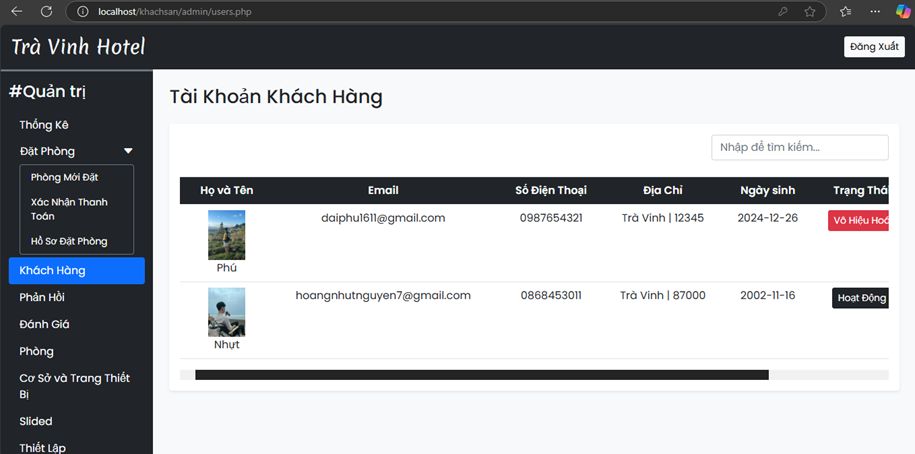 localhost/khachsan/admin/users.php
Trà Vinh Hotel
Đăng Xuất
#Quản trị
Thống Kê
Đặt Phòng
Phòng Mới Đặt
Xác Nhận Thanh
Toán
Hồ Sơ Đặt Phòng
Khách Hàng
Phản Hồi
Đánh Giá
Phòng
Cơ Sở và Trang Thiết
Bị
Slided
Thiết Lập
Tài Khoản Khách Hàng
Nhập để tìm kiếm...
Họ và Tên Email Số Điện Thoại Địa Chỉ Ngày sinh Trạng Thái
daiphu1611@gmail.com 0987654321 Trà Vinh | 12345 2024-12-26 Vô Hiệu Hoá
Phú
hoangnhutnguyen7@gmail.com 0868453011 Trà Vinh | 87000 2002-11-16 Hoạt Động
Nhựt